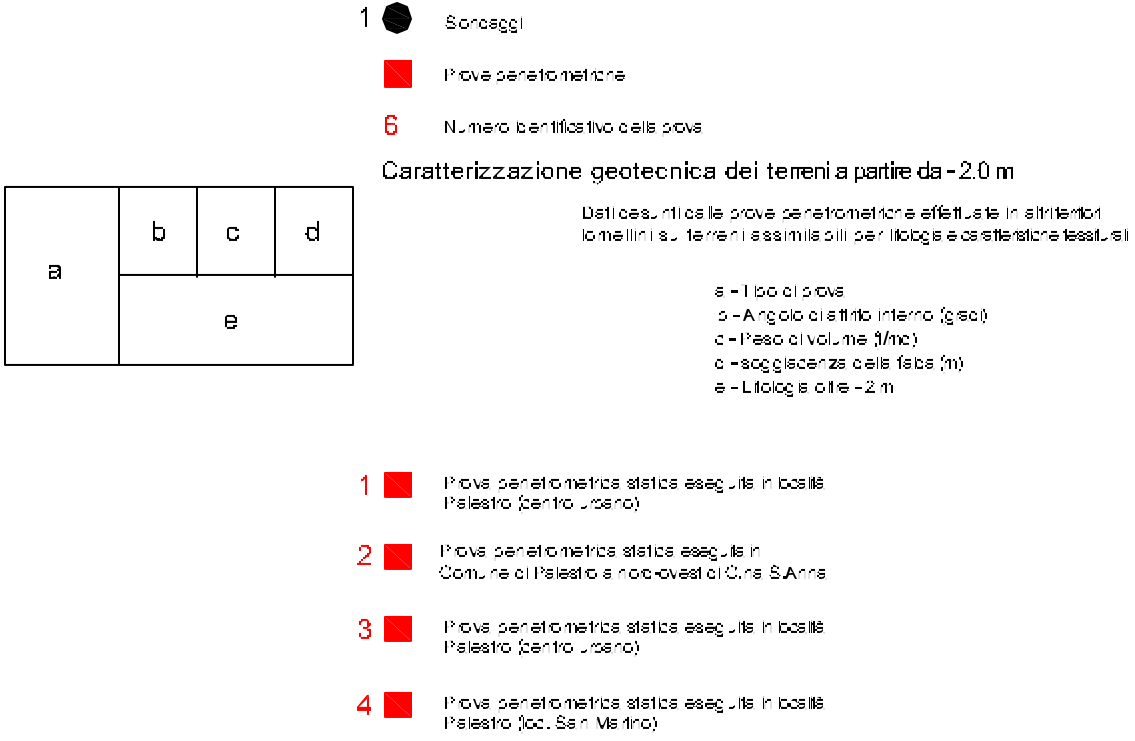 1 Sondaggi
Prove penetrometriche
6 Numero identificativo della prova
Caratterizzazione geotecnica dei terreni a partire da - 2.0 m
a
b
c
d
e
Dati desunti dalle prove penetrometriche effettuate in altri territori
lomellini su terreni assimilabili per litologia e caratteristiche tessiturali
a - Tipo di prova
b - Angolo di attrito interno (gradi)
c - Peso di volume (t/mc)
d - soggiacenza della falda (m)
e - Litologia oltre - 2 m
1 Prova penetrometrica statica eseguita in località
Palestro (centro urbano)
2 Prova penetrometrica statica eseguita in
Comune di Palestro a nord-ovest di C.na S.Anna
3 Prova penetrometrica statica eseguita in località
Palestro (centro urbano)
4 Prova penetrometrica statica eseguita in località
Palestro (loc. San Martino)